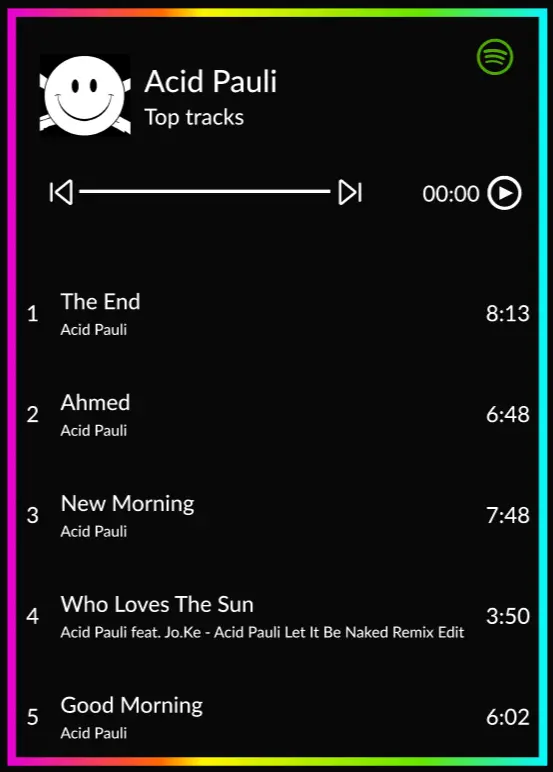 Acid Pauli
Top tracks
00:00
1 The End 8:13
Acid Pauli
2 Ahmed 6:48
Acid Pauli
3 New Morning 7:48
Acid Pauli
4 Who Loves The Sun 3:50
Acid Pauli feat. Jo.Ke - Acid Pauli Let It Be Naked Remix Edit
5 Good Morning 6:02
Acid Pauli